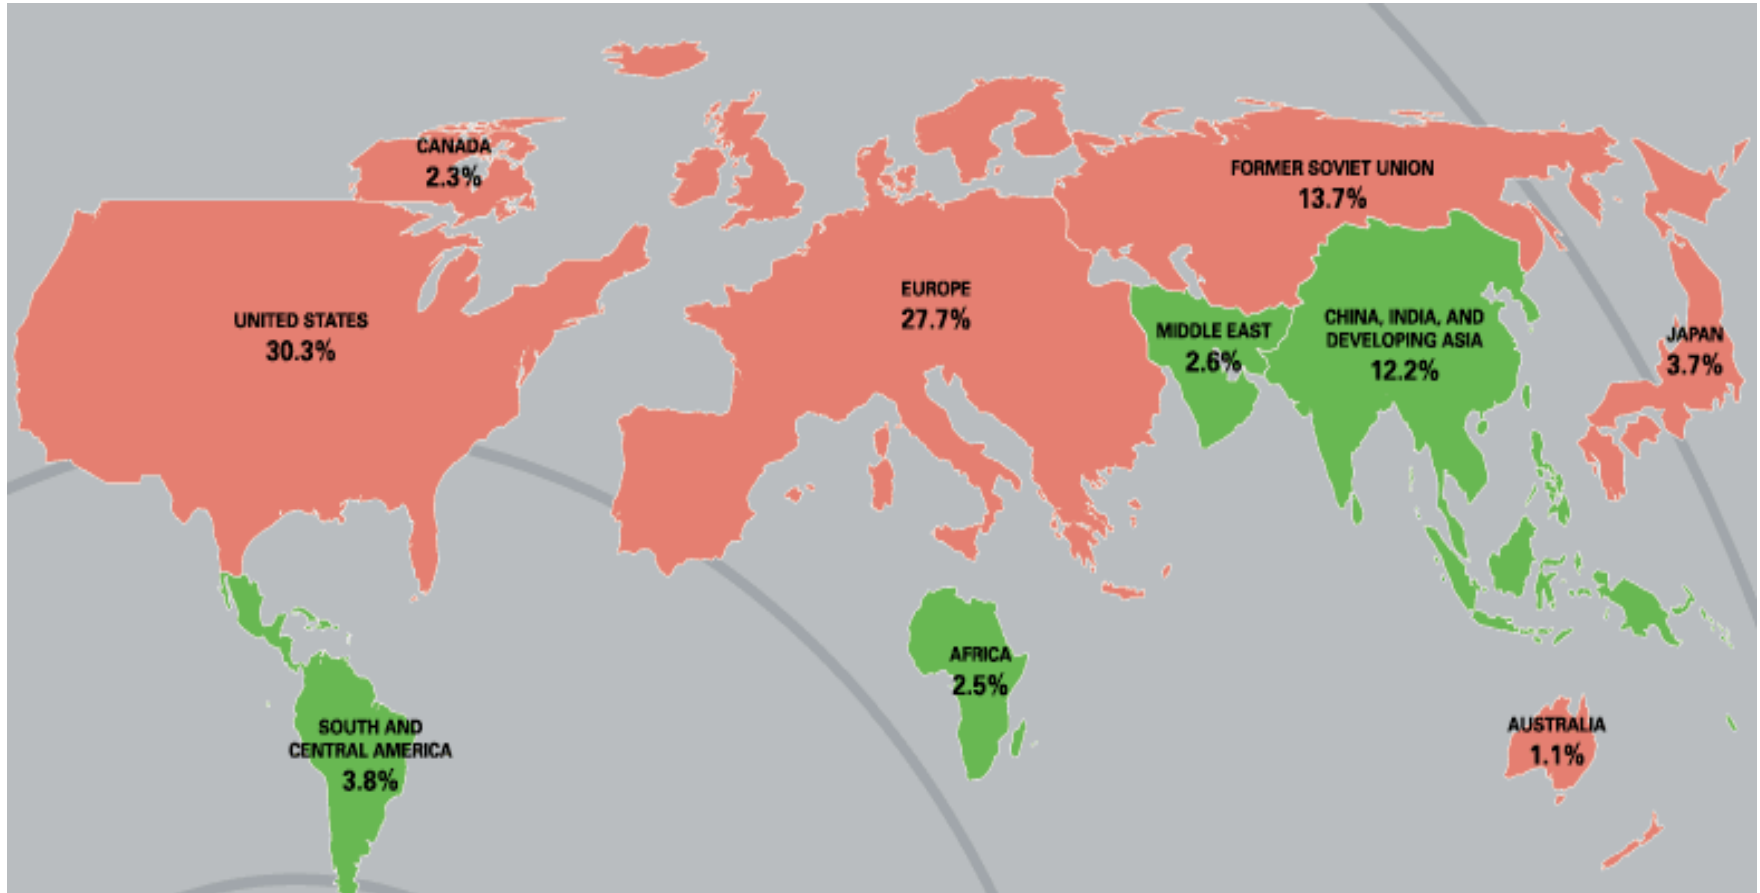 CANADA
2.3%
FORMER SOVIET UNION
13.7%
UNITED STATES
30.3%
EUROPE
27.7%
MIDDLE EAST
2.6%
CHINA, INDIA, AND
DEVELOPING ASIA
12.2%
JAPAN
3.7%
AFRICA
2.5%
SOUTH AND
CENTRAL AMERICA
3.8%
AUSTRALIA
1.1%